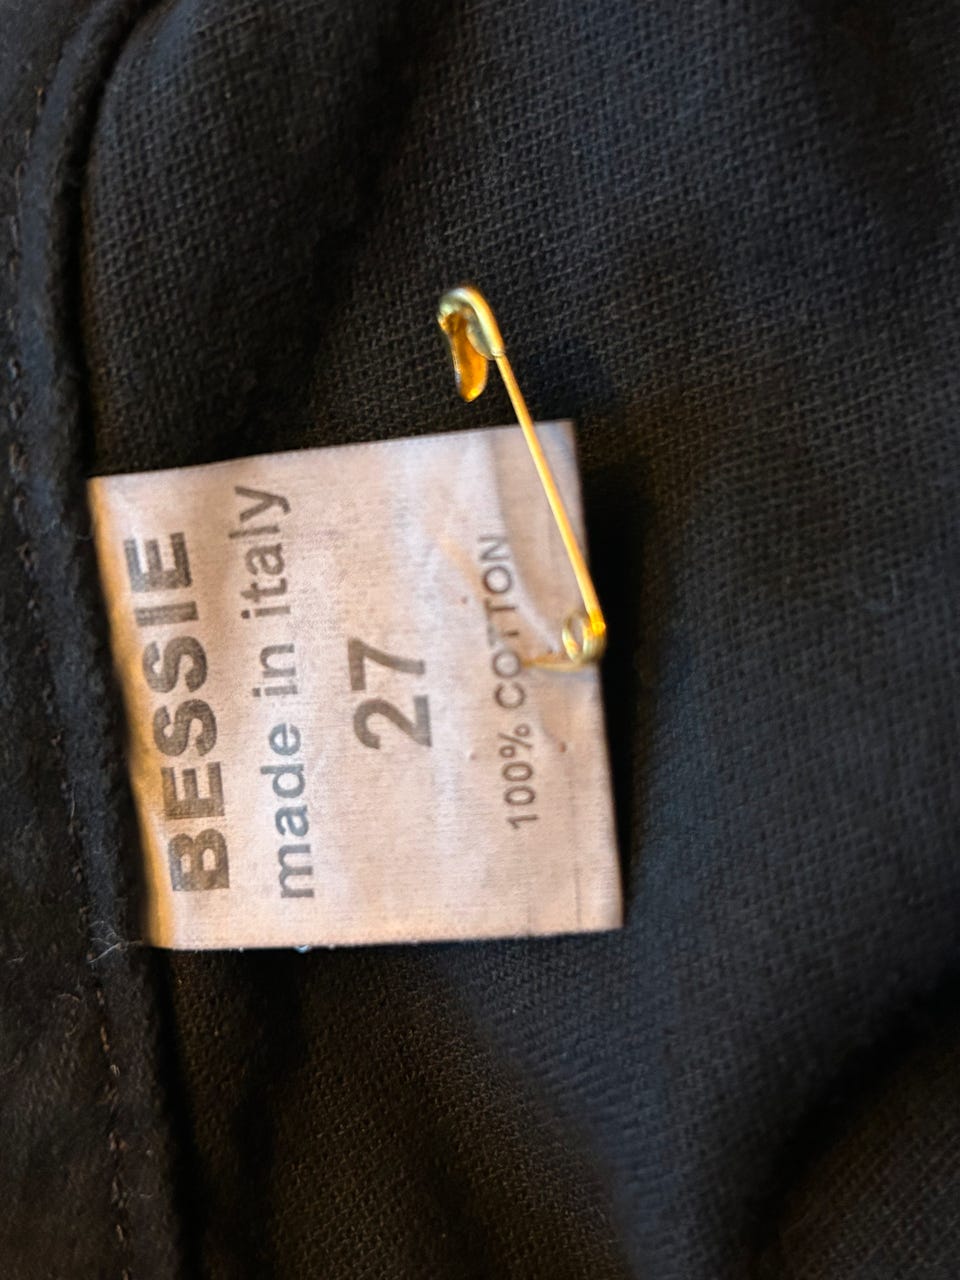 BESSIE
made in italy
27
100% COTTON